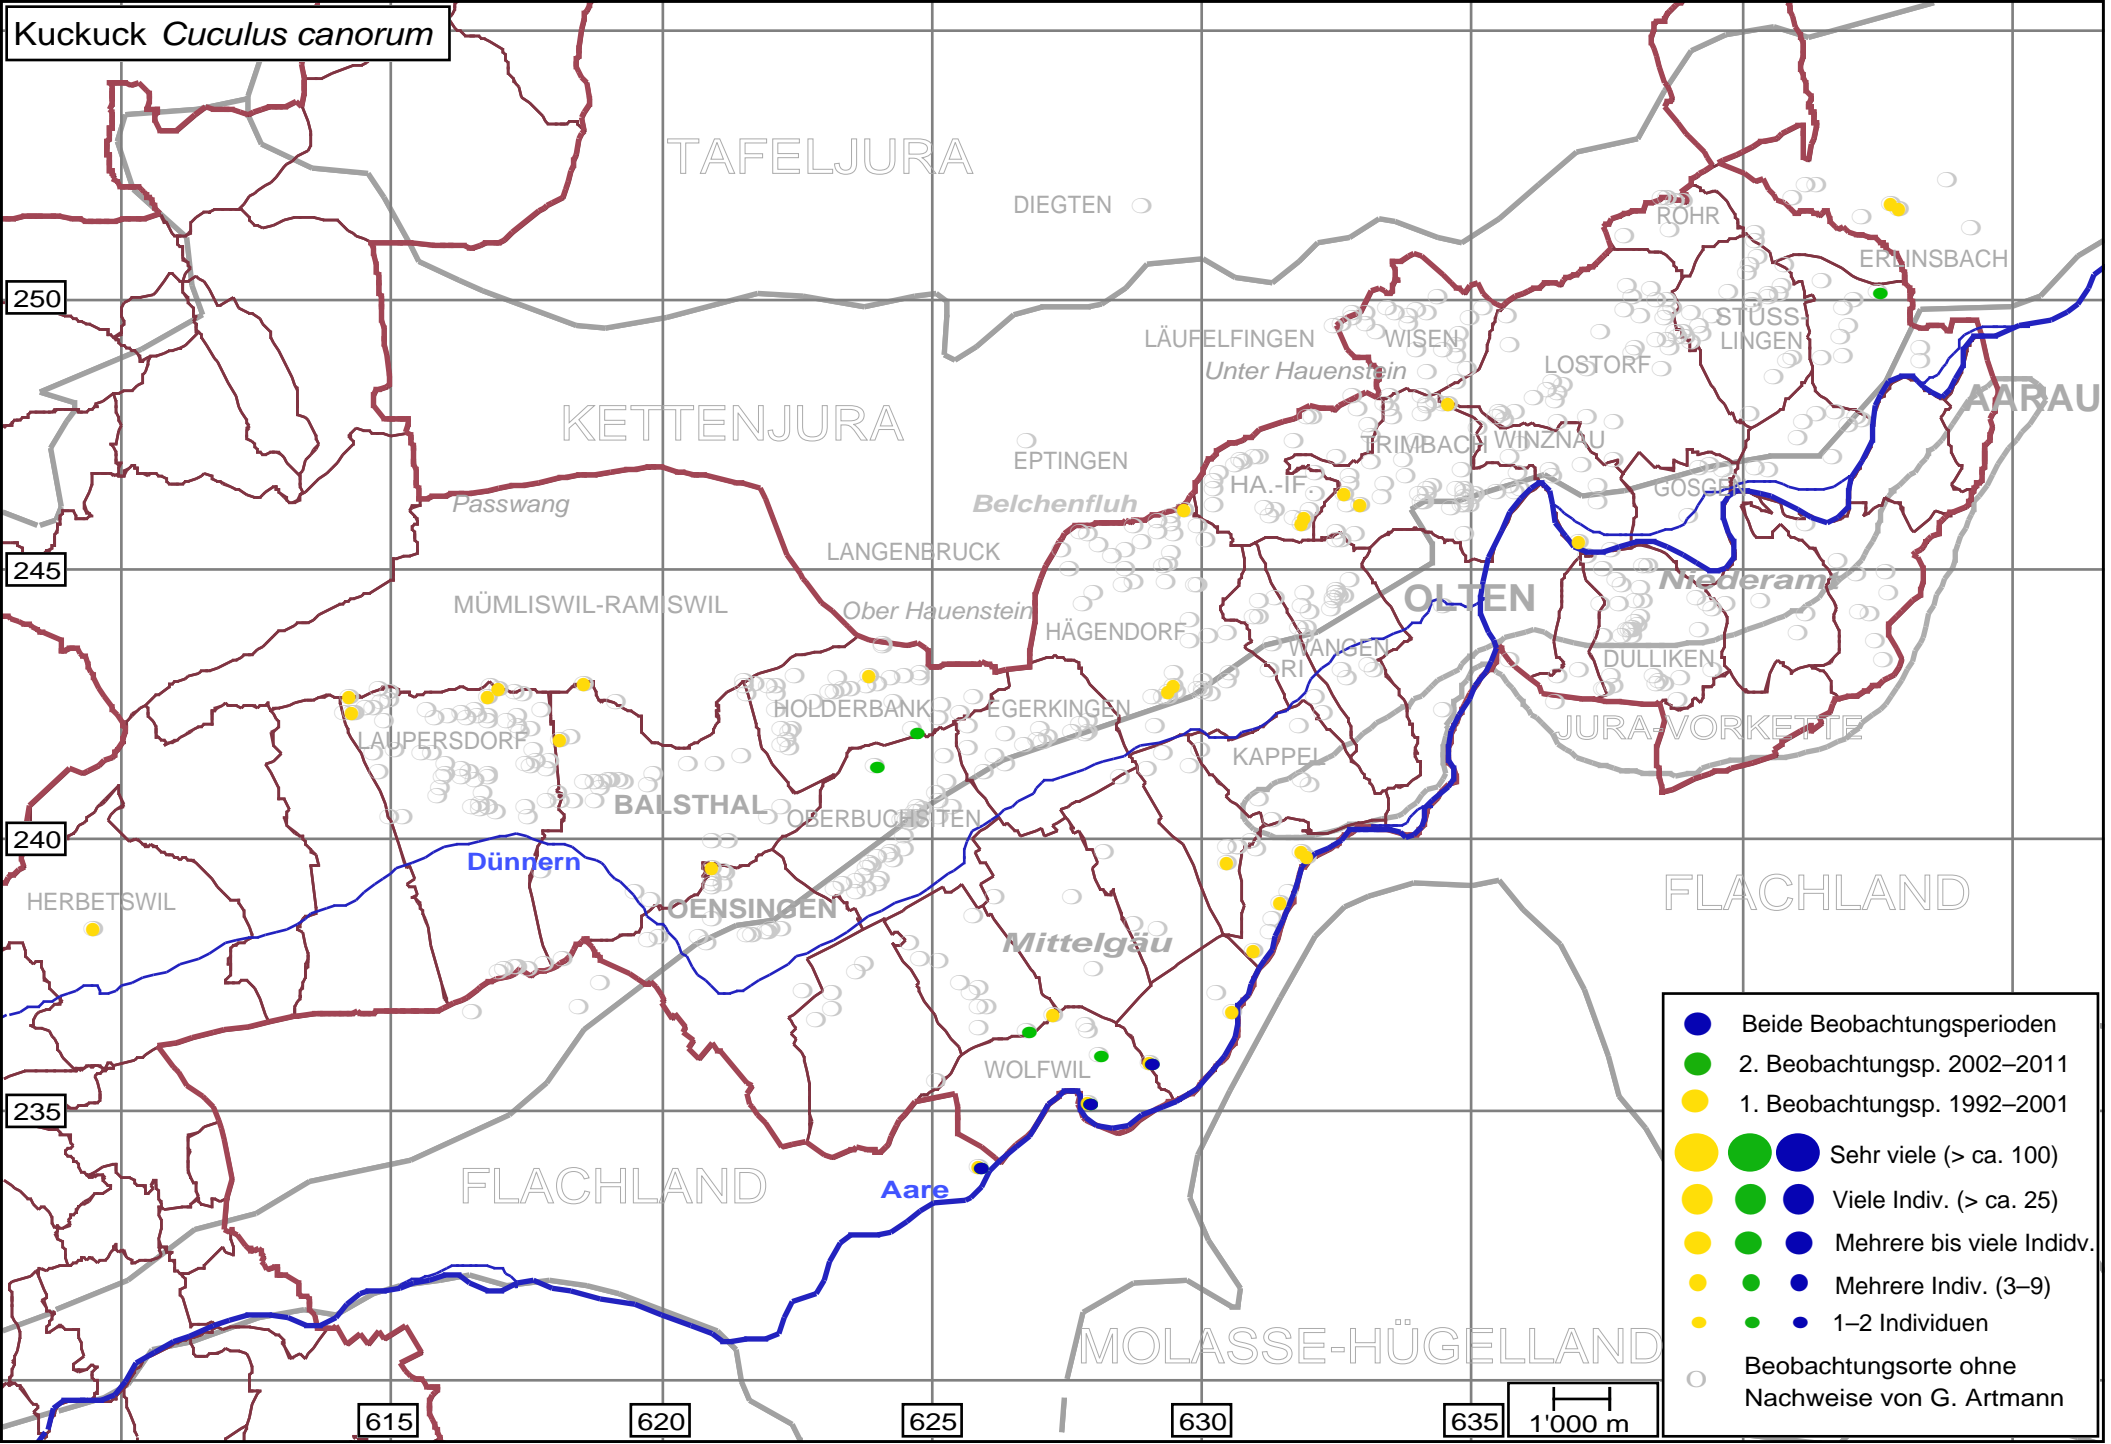 Kuckuck Cuculus canorum
TAFELJURA
DIEGTEN
RÖHR
ERLINSBACH
250
STÜSS-
LINGEN
LÄUFELFINGEN
WISEN
LOSTORF
Unter Hauenstein
AARAU
KETTENJURA
TRIMBACH
WINZNAU
EPTINGEN
HA.-IF.
GÖSGEN
Passwang
Belchenfluh
LANGENBRUCK
245
Niederamt
MÜMLISWIL-RAMISWIL
Ober Hauenstein
OLTEN
HÄGENDORF
WANGEN
RI
DULLIKEN
HOLDERBANK
EGERKINGEN
JURA-VORKETTE
LAUPERSDORF
KAPPEL
BALSTHAL
OBERBUCHSITEN
240
Dünnern
HERBETSWIL
OENSINGEN
FLACHLAND
Mittelgäu
WOLFWIL
235
FLACHLAND
Aare
MOLASSE-HÜGELLAND
Beide Beobachtungsperioden
2. Beobachtungsp. 2002–2011
1. Beobachtungsp. 1992–2001
Sehr viele (> ca. 100)
Viele Indiv. (> ca. 25)
Mehrere bis viele Indidv.
Mehrere Indiv. (3–9)
1–2 Individuen
Beobachtungsorte ohne
Nachweise von G. Artmann
615
620
625
630
635
1'000 m